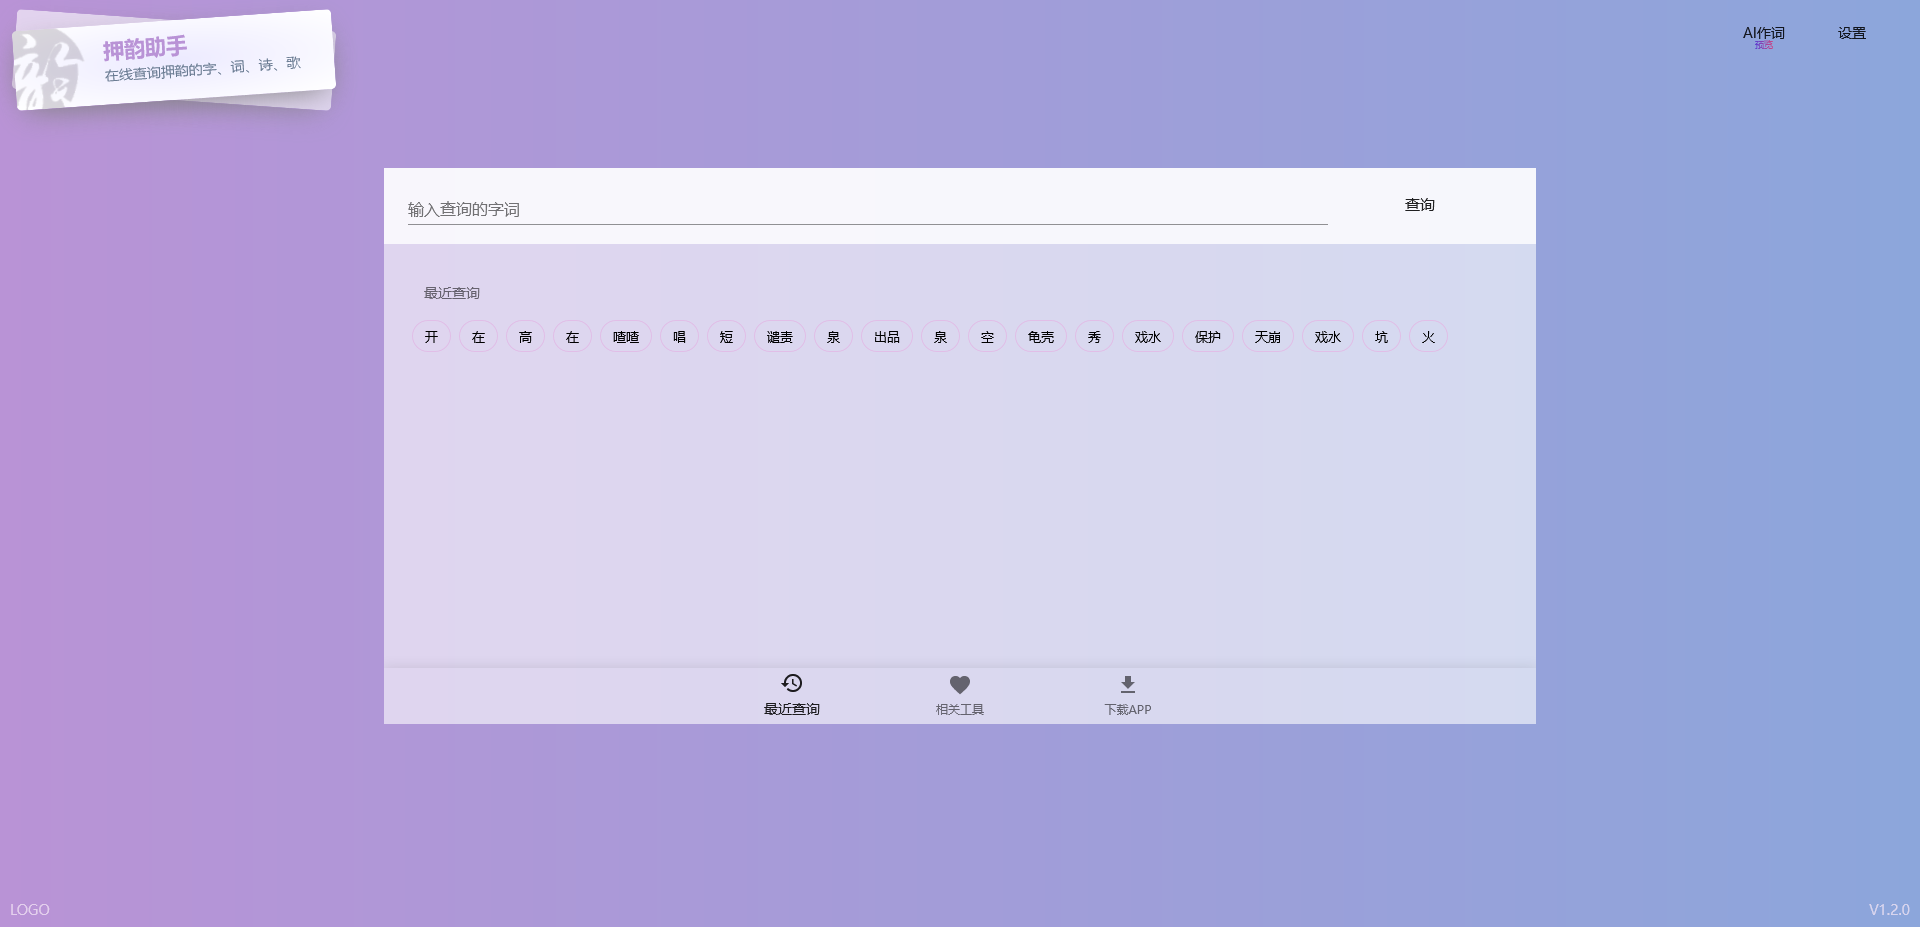 韵
押韵助手
在线查询押韵的字、词、诗、歌
AI作词
预览
设置
输入查询的字词
查询
最近查询
开 在 高 在 喳喳 唱 短 谴责 泉 出品 泉 空 龟壳 秀 戏水 保护 天崩 戏水 坑 火
最近查询
相关工具
下载APP
LOGO
V1.2.0